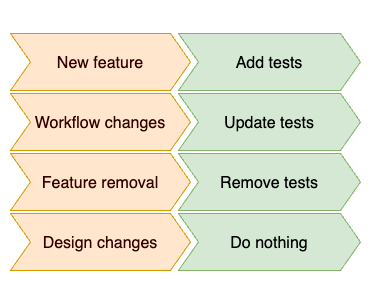 New feature
Add tests
Workflow changes
Update tests
Feature removal
Remove tests
Design changes
Do nothing